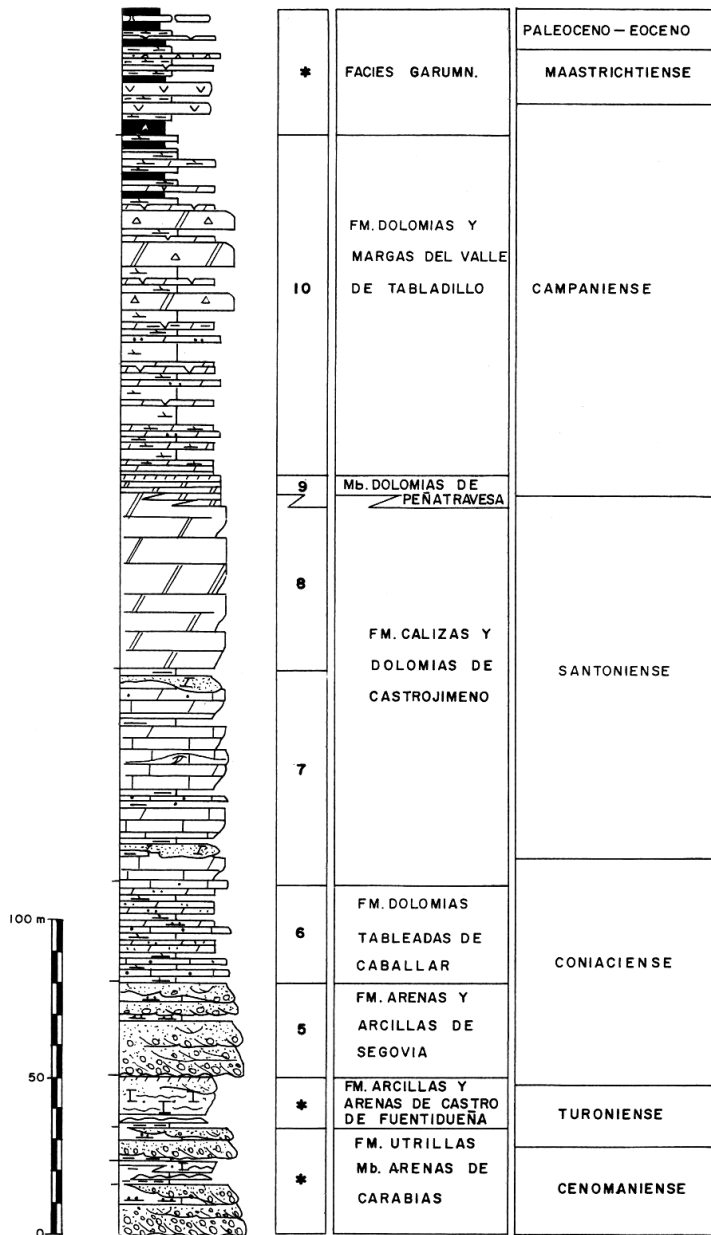 PALEOCENO – EOCENO
*
FACIES GARUMN.
MAASTRICHTIENSE
10
FM. DOLOMIAS Y
MARGAS DEL VALLE
DE TABLADILLO
CAMPANIENSE
9
Mb. DOLOMIAS DE
PEÑATRAVESA
8
FM. CALIZAS Y
DOLOMIAS DE
CASTROJIMENO
SANTONIENSE
7
100 m
6
FM. DOLOMIAS
TABLEADAS DE
CABALLAR
CONIACIENSE
5
FM. ARENAS Y
ARCILLAS DE
SEGOVIA
50
*
FM. ARCILLAS Y
ARENAS DE CASTRO
DE FUENTIDUEÑA
TURONIENSE
*
FM. UTRILLAS
Mb. ARENAS DE
CARABIAS
CENOMANIENSE
0